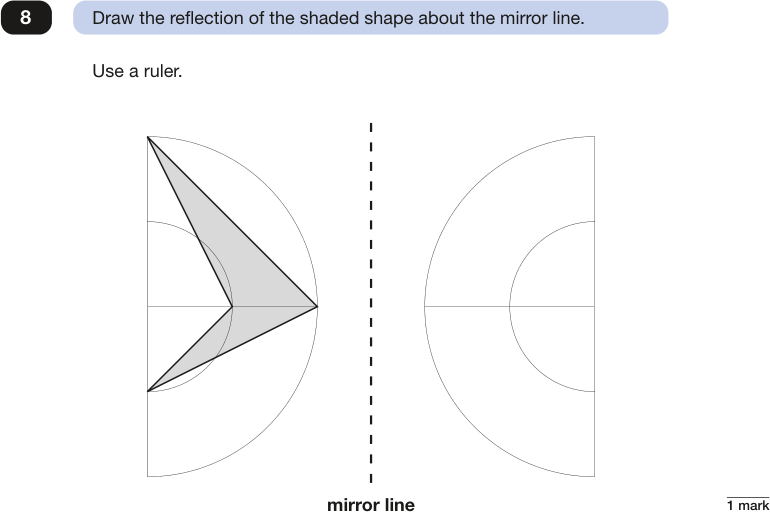 8 Draw the reflection of the shaded shape about the mirror line.
Use a ruler.
mirror line
1 mark